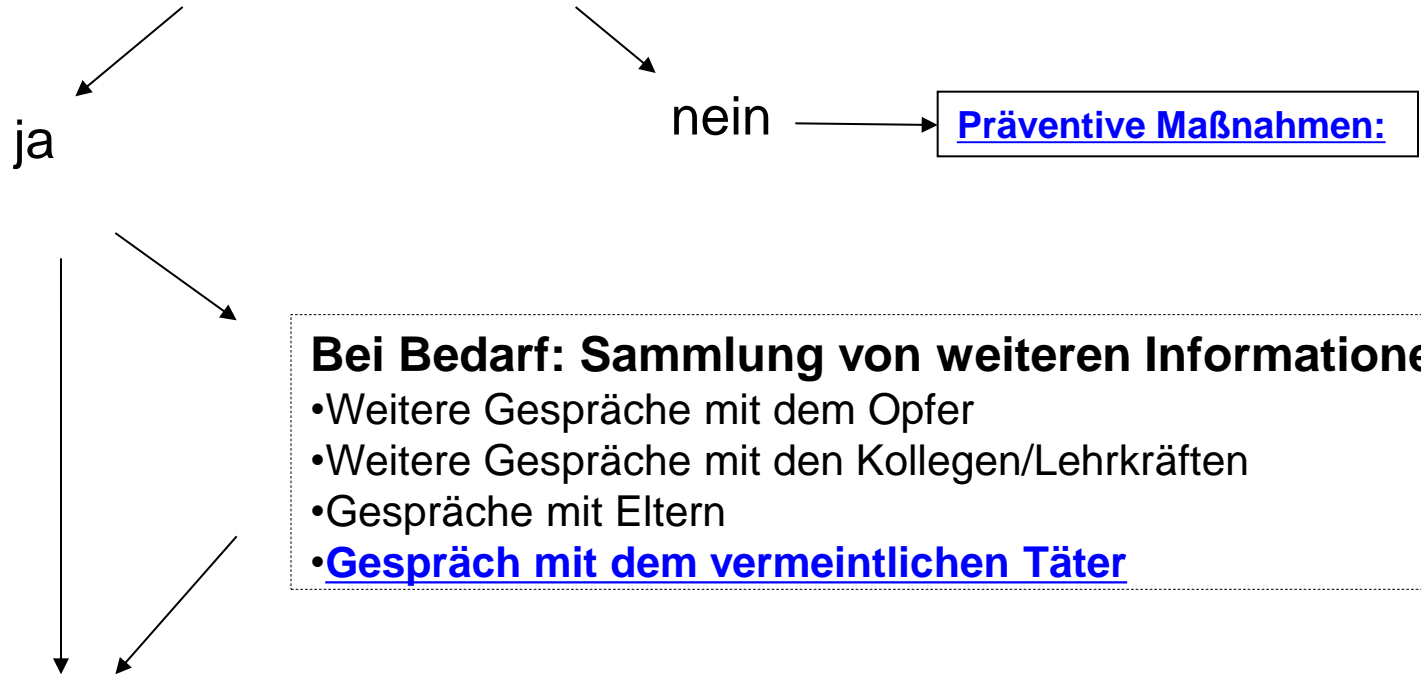 nein
Präventive Maßnahmen:
ja
Bei Bedarf: Sammlung von weiteren Informatione
•Weitere Gespräche mit dem Opfer
•Weitere Gespräche mit den Kollegen/Lehrkräften
•Gespräche mit Eltern
•Gespräch mit dem vermeintlichen Täter